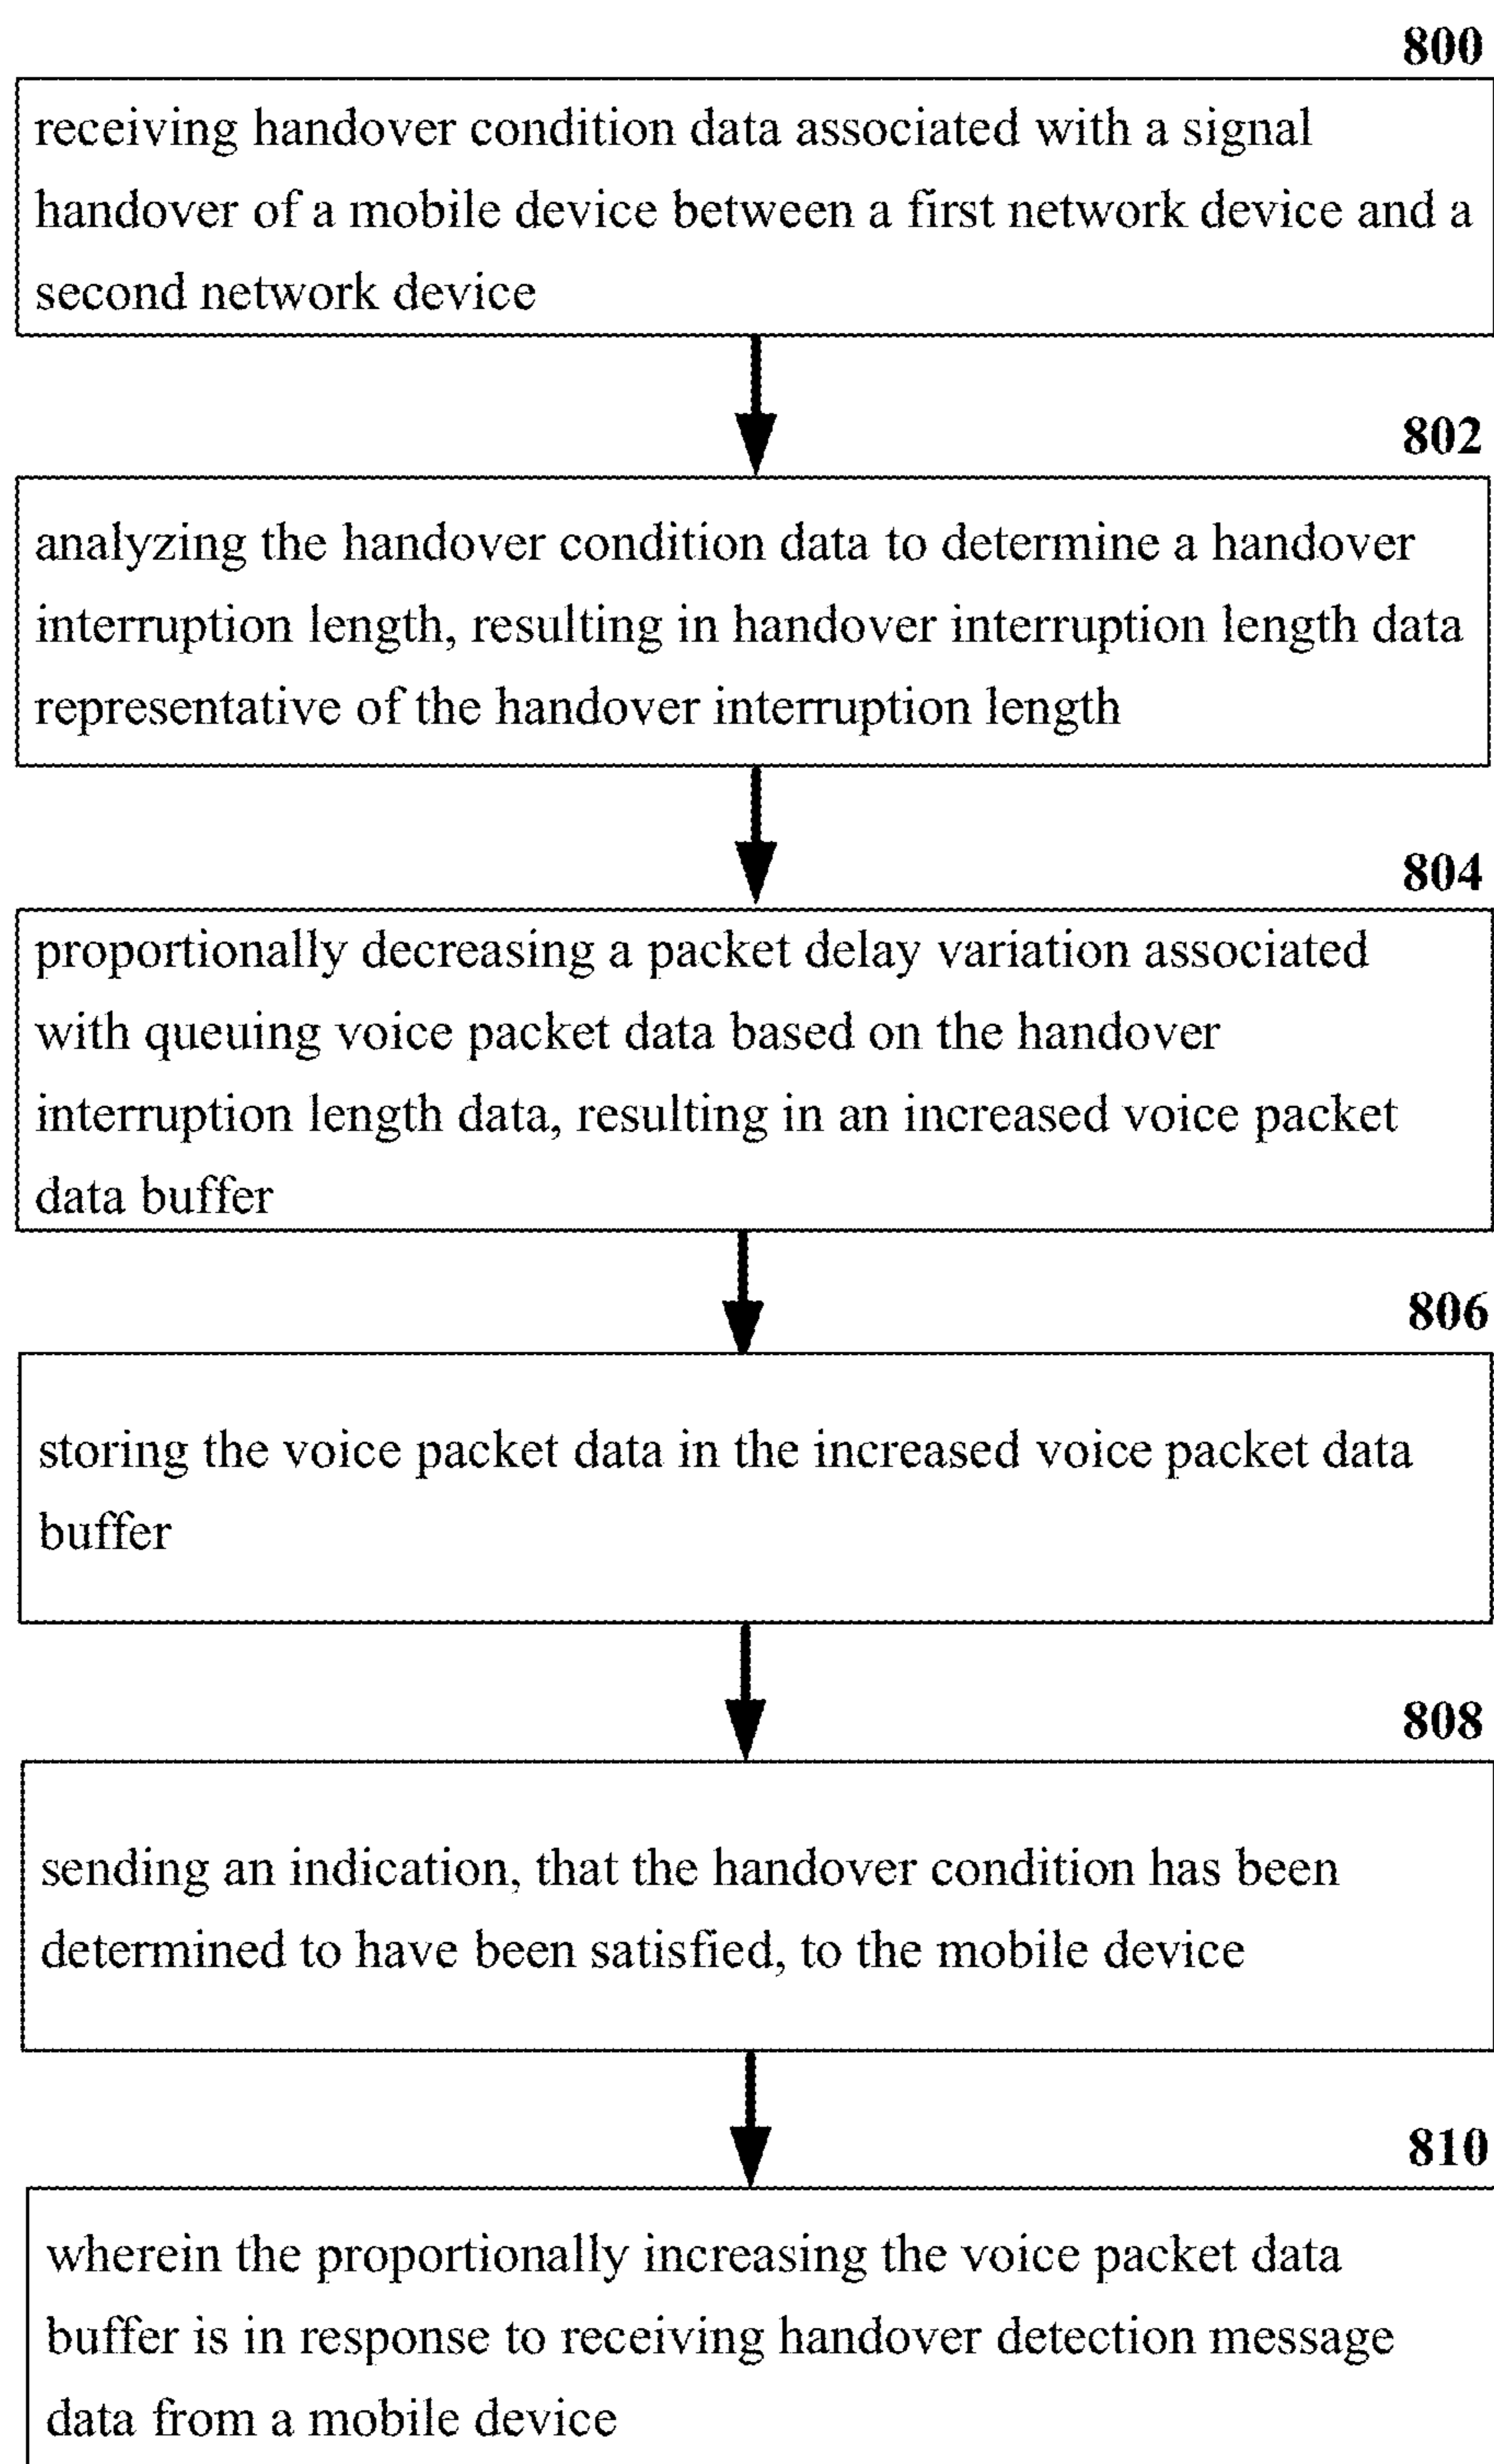 800
receiving handover condition data associated with a signal
handover of a mobile device between a first network device and a
second network device
802
analyzing the handover condition data to determine a handover
interruption length, resulting in handover interruption length data
representative of the handover interruption length
804
proportionally decreasing a packet delay variation associated
with queuing voice packet data based on the handover
interruption length data, resulting in an increased voice packet
data buffer
806
storing the voice packet data in the increased voice packet data
buffer
808
sending an indication, that the handover condition has been
determined to have been satisfied, to the mobile device
810
wherein the proportionally increasing the voice packet data
buffer is in response to receiving handover detection message
data from a mobile device